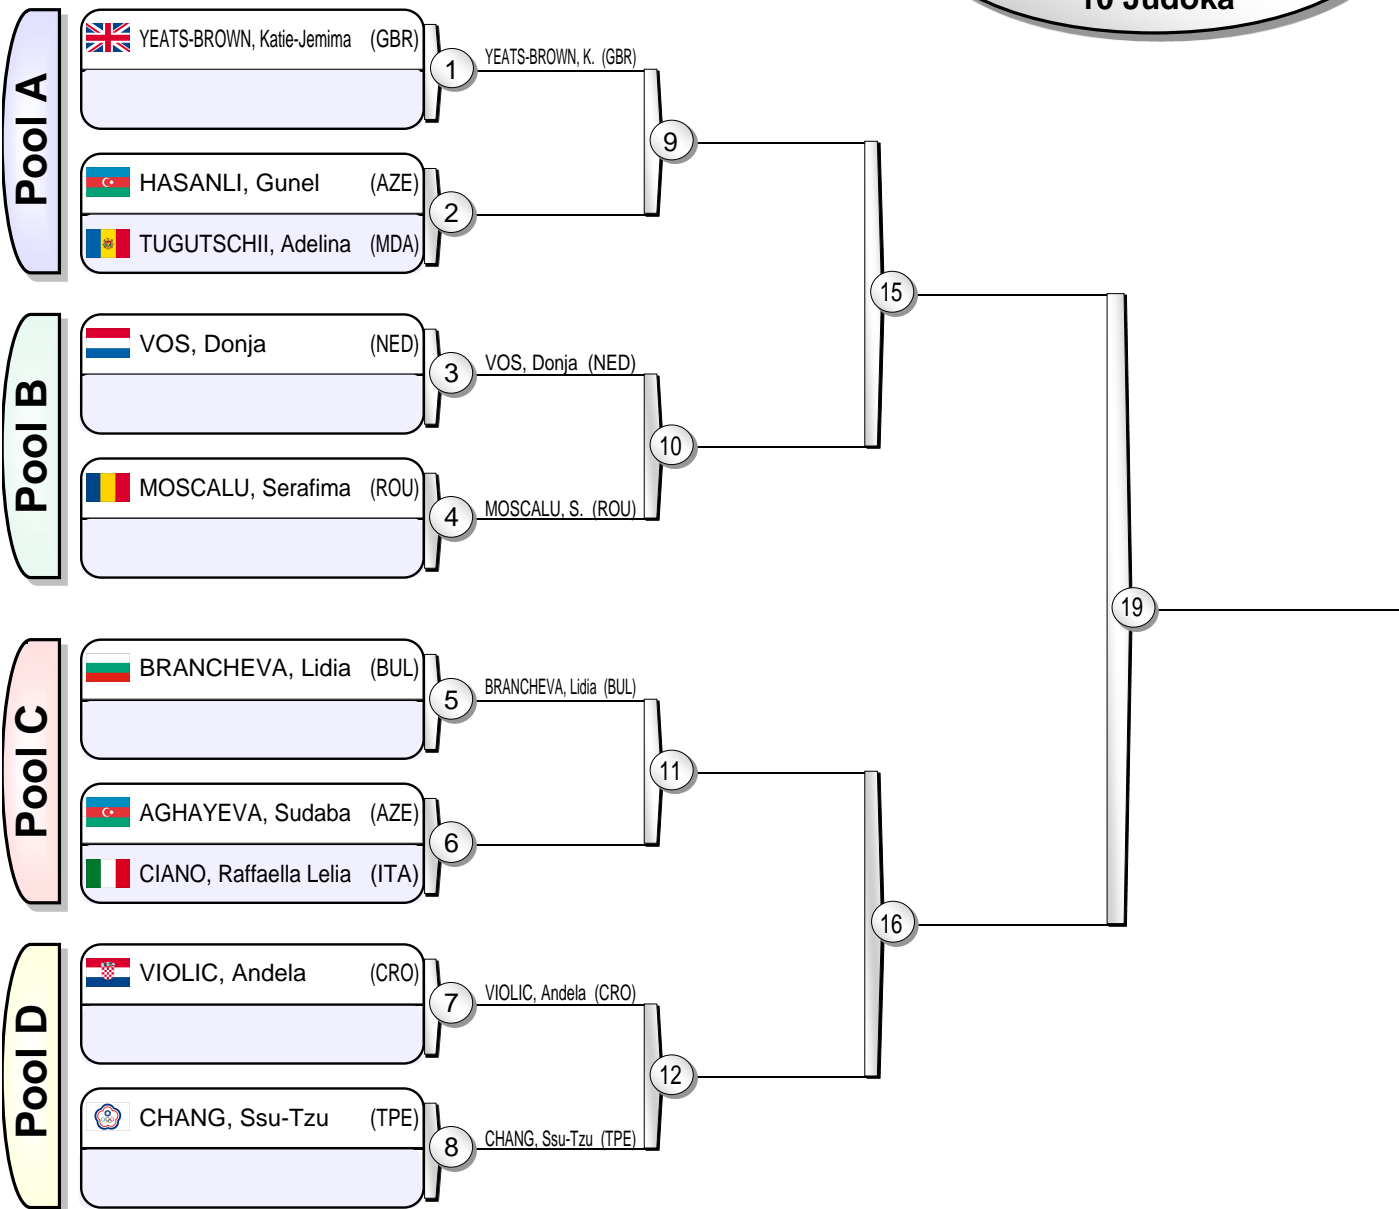 10 Judoka
Pool A
YEATS-BROWN, Katie-Jemima (GBR)
1
YEATS-BROWN, K. (GBR)
9
HASANLI, Gunel (AZE)
2
TUGUTSCHII, Adelina (MDA)
15
Pool B
VOS, Donja (NED)
3
VOS, Donja (NED)
10
MOSCALU, Serafima (ROU)
4
MOSCALU, S. (ROU)
19
Pool C
BRANCHEVA, Lidia (BUL)
5
BRANCHEVA, Lidia (BUL)
11
AGHAYEVA, Sudaba (AZE)
6
CIANO, Raffaella Lelia (ITA)
16
Pool D
VIOLIC, Andela (CRO)
7
VIOLIC, Andela (CRO)
12
CHANG, Ssu-Tzu (TPE)
8
CHANG, Ssu-Tzu (TPE)